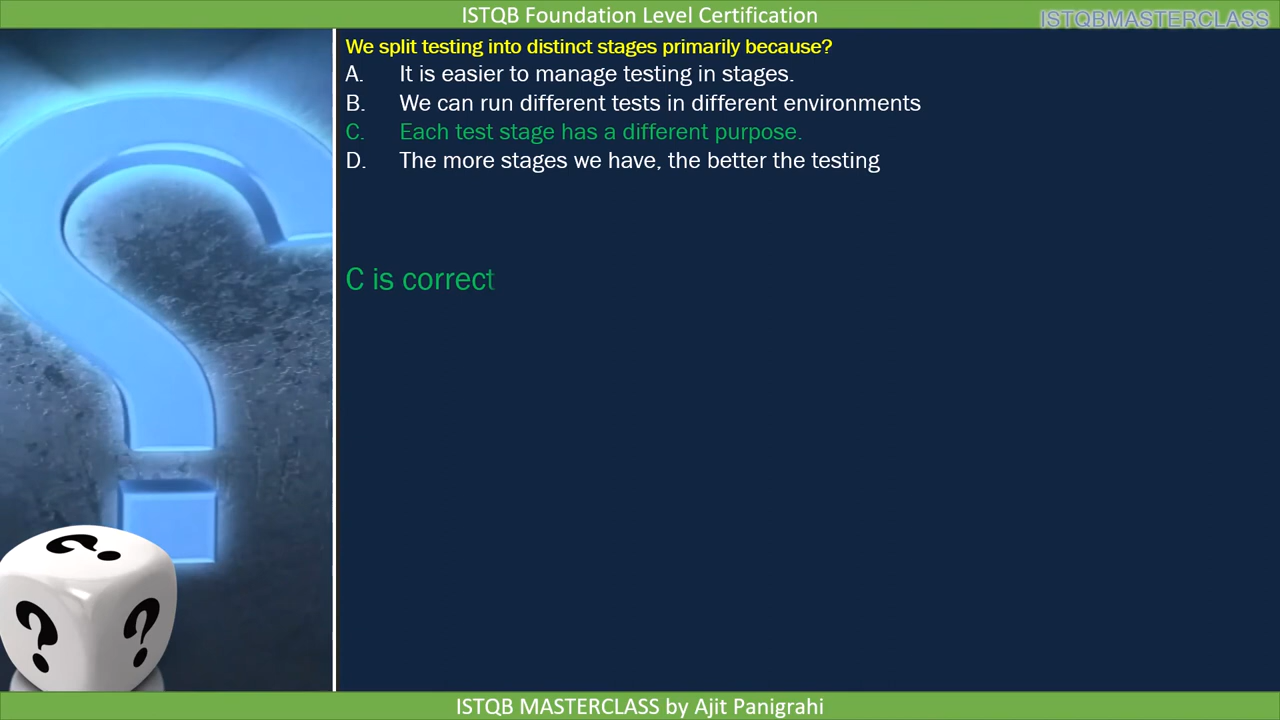 ISTQB Foundation Level Certification
ISTQBMASTERCLASS
We split testing into distinct stages primarily because?
A. It is easier to manage testing in stages.
B. We can run different tests in different environments
C. Each test stage has a different purpose.
D. The more stages we have, the better the testing
C is correct
? ? ?
ISTQB MASTERCLASS by Ajit Panigrahi